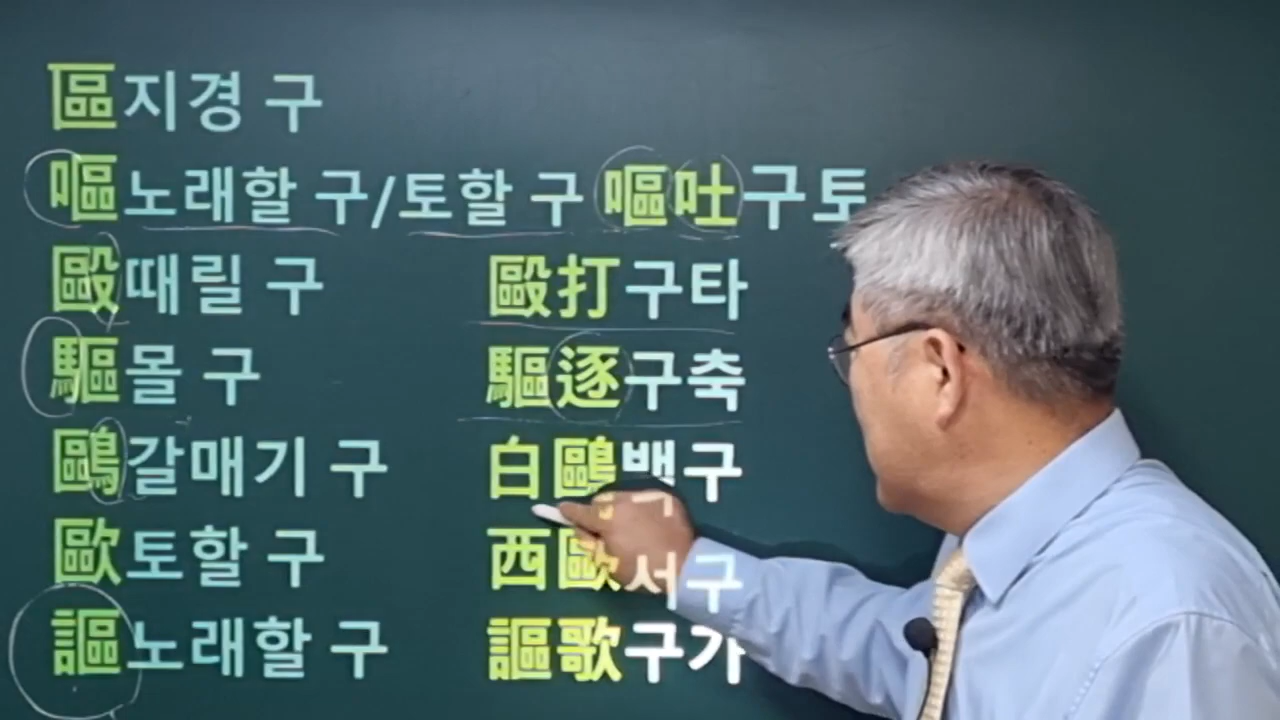 區지경 구
嘔노래할 구/토할 구 嘔吐구토
毆때릴 구 毆打구타
驅몰 구 驅逐구축
鷗갈매기 구 白鷗백구
歐토할 구 西歐서구
謳노래할 구 謳歌구가